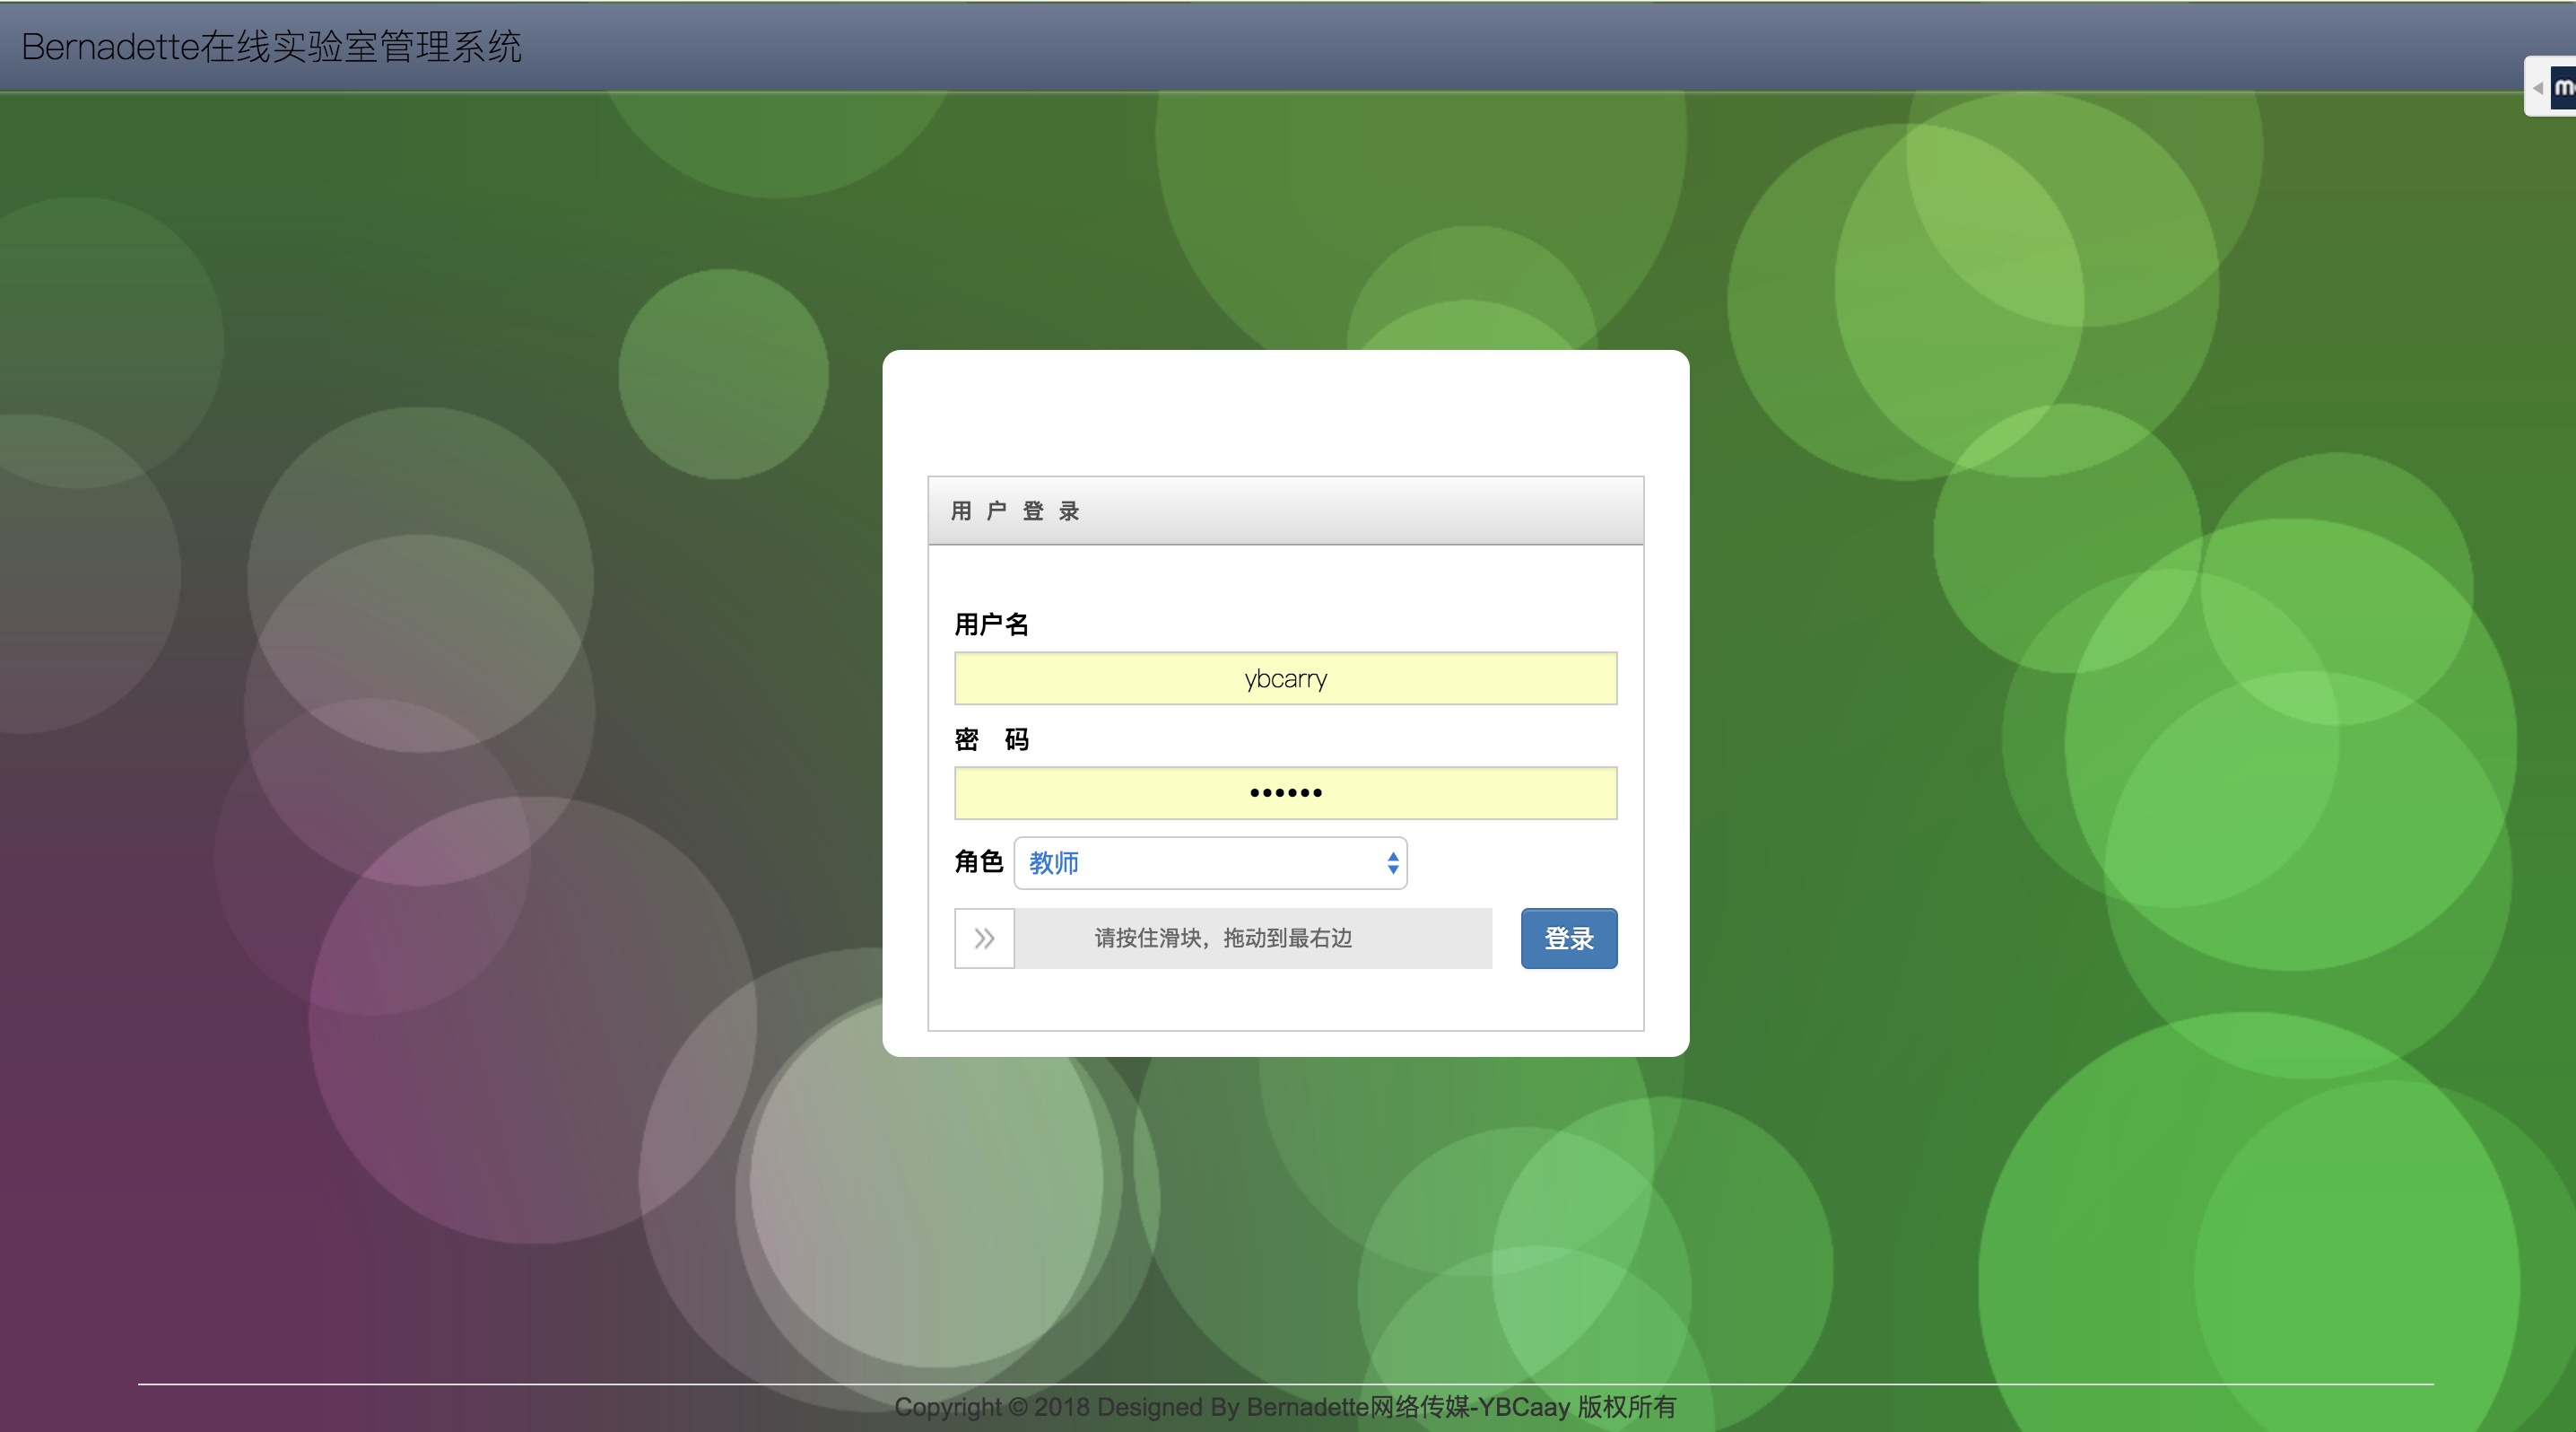 Bernadette在线实验室管理系统
用 户 登 录
用户名
ybcarry
密 码
角色 教师
请按住滑块，拖动到最右边 登录
Copyright © 2018 Designed By Bernadette网络传媒-YBCaay 版权所有